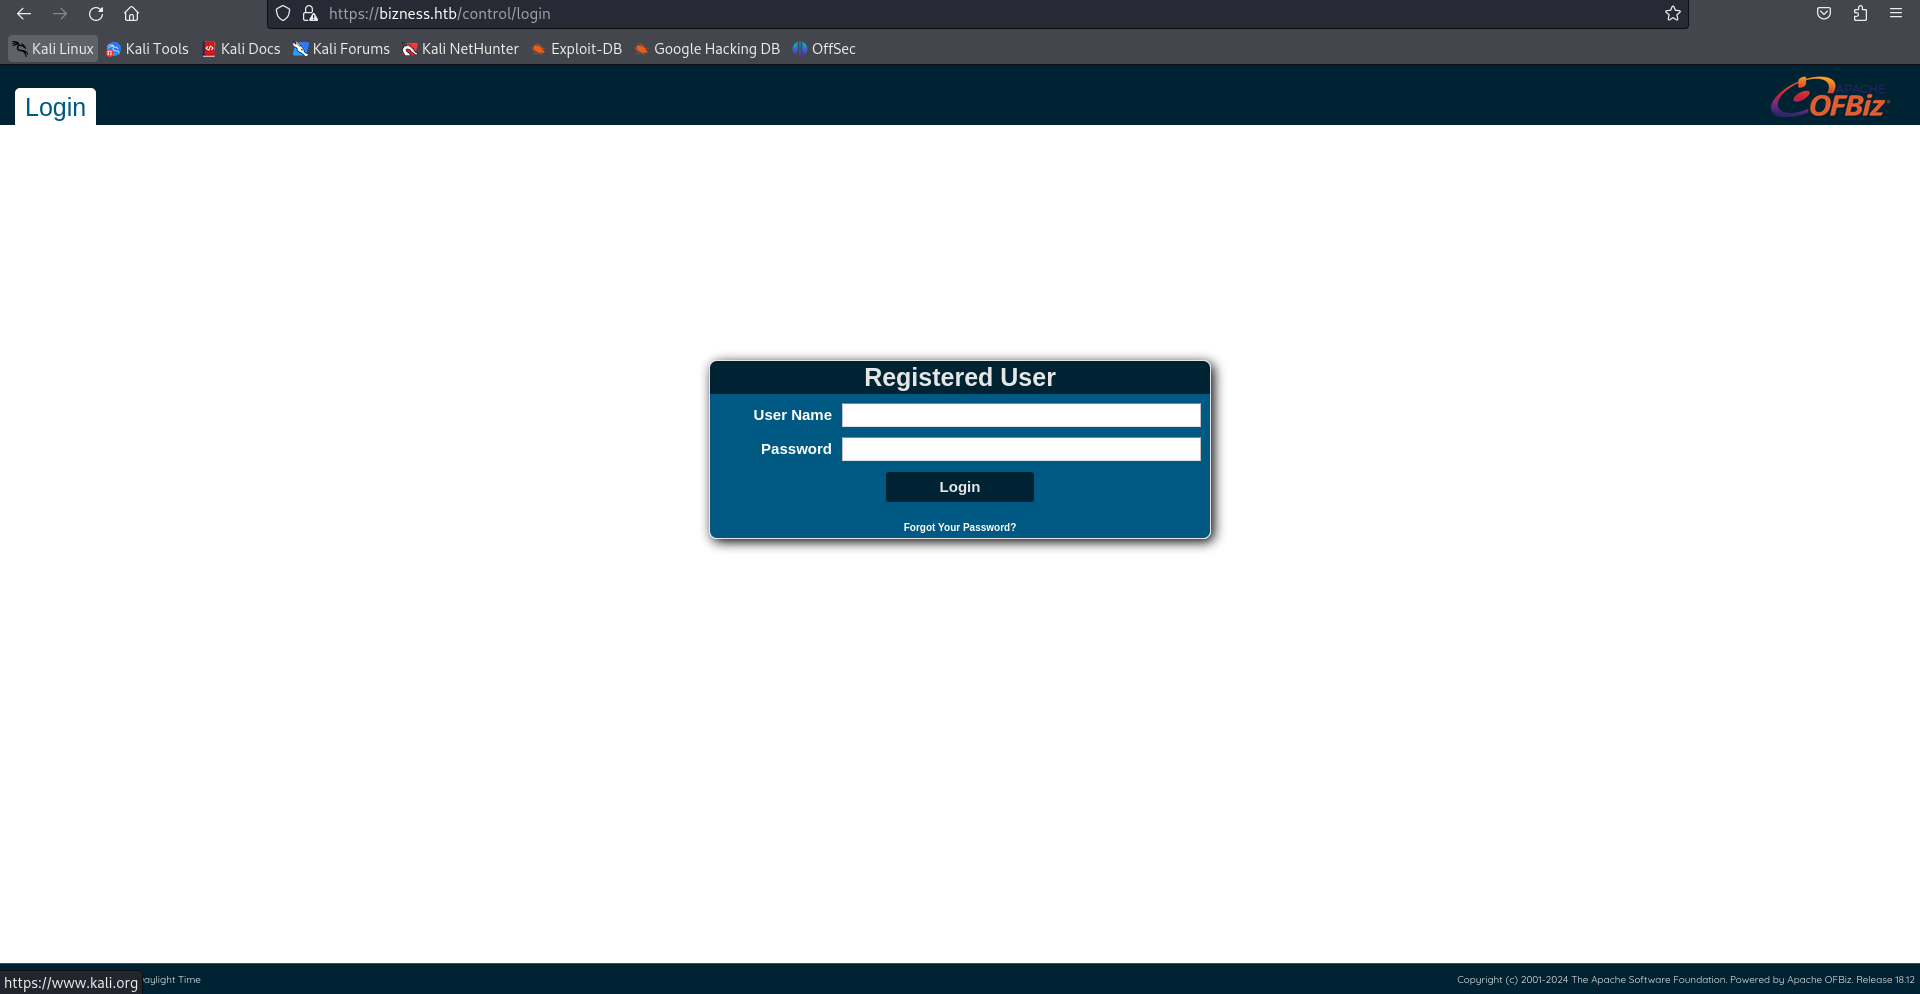 https://bizness.htb/control/login
Kali Linux Kali Tools Kali Docs Kali Forums Kali NetHunter Exploit-DB Google Hacking DB OffSec
Login
APACHE
OFBiz
Registered User
User Name
Password
Login
Forgot Your Password?
https://www.kali.org
Time
Copyright (c) 2001-2024 The Apache Software Foundation. Powered by Apache OFBiz. Release 18.12